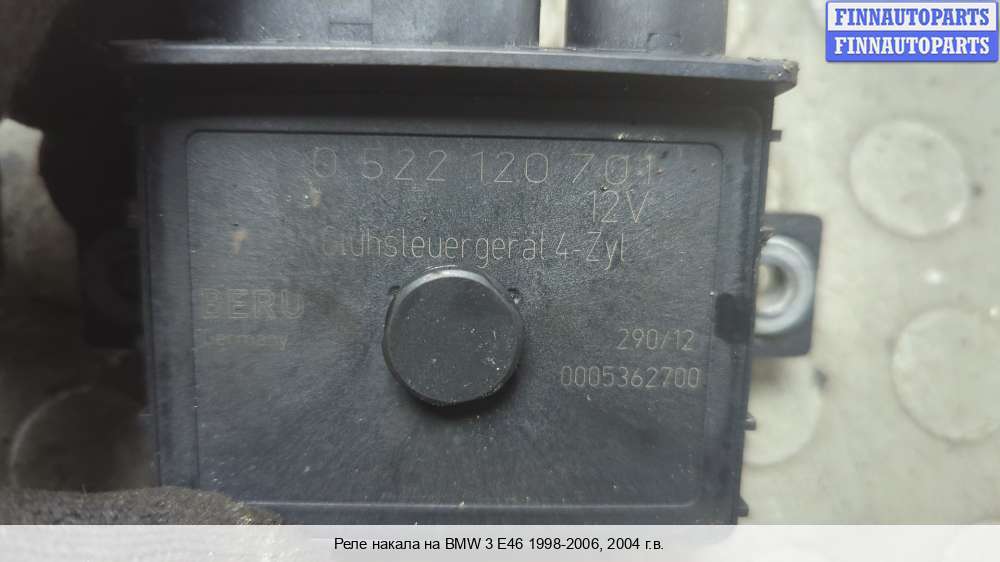 FINNAUTOPARTS
FINNAUTOPARTS
0 522 120 701
12V
Glühsteuergerät 4-Zyl
BERU
Germany
290/12
0005362700
Реле накала на BMW 3 E46 1998-2006, 2004 г.в.